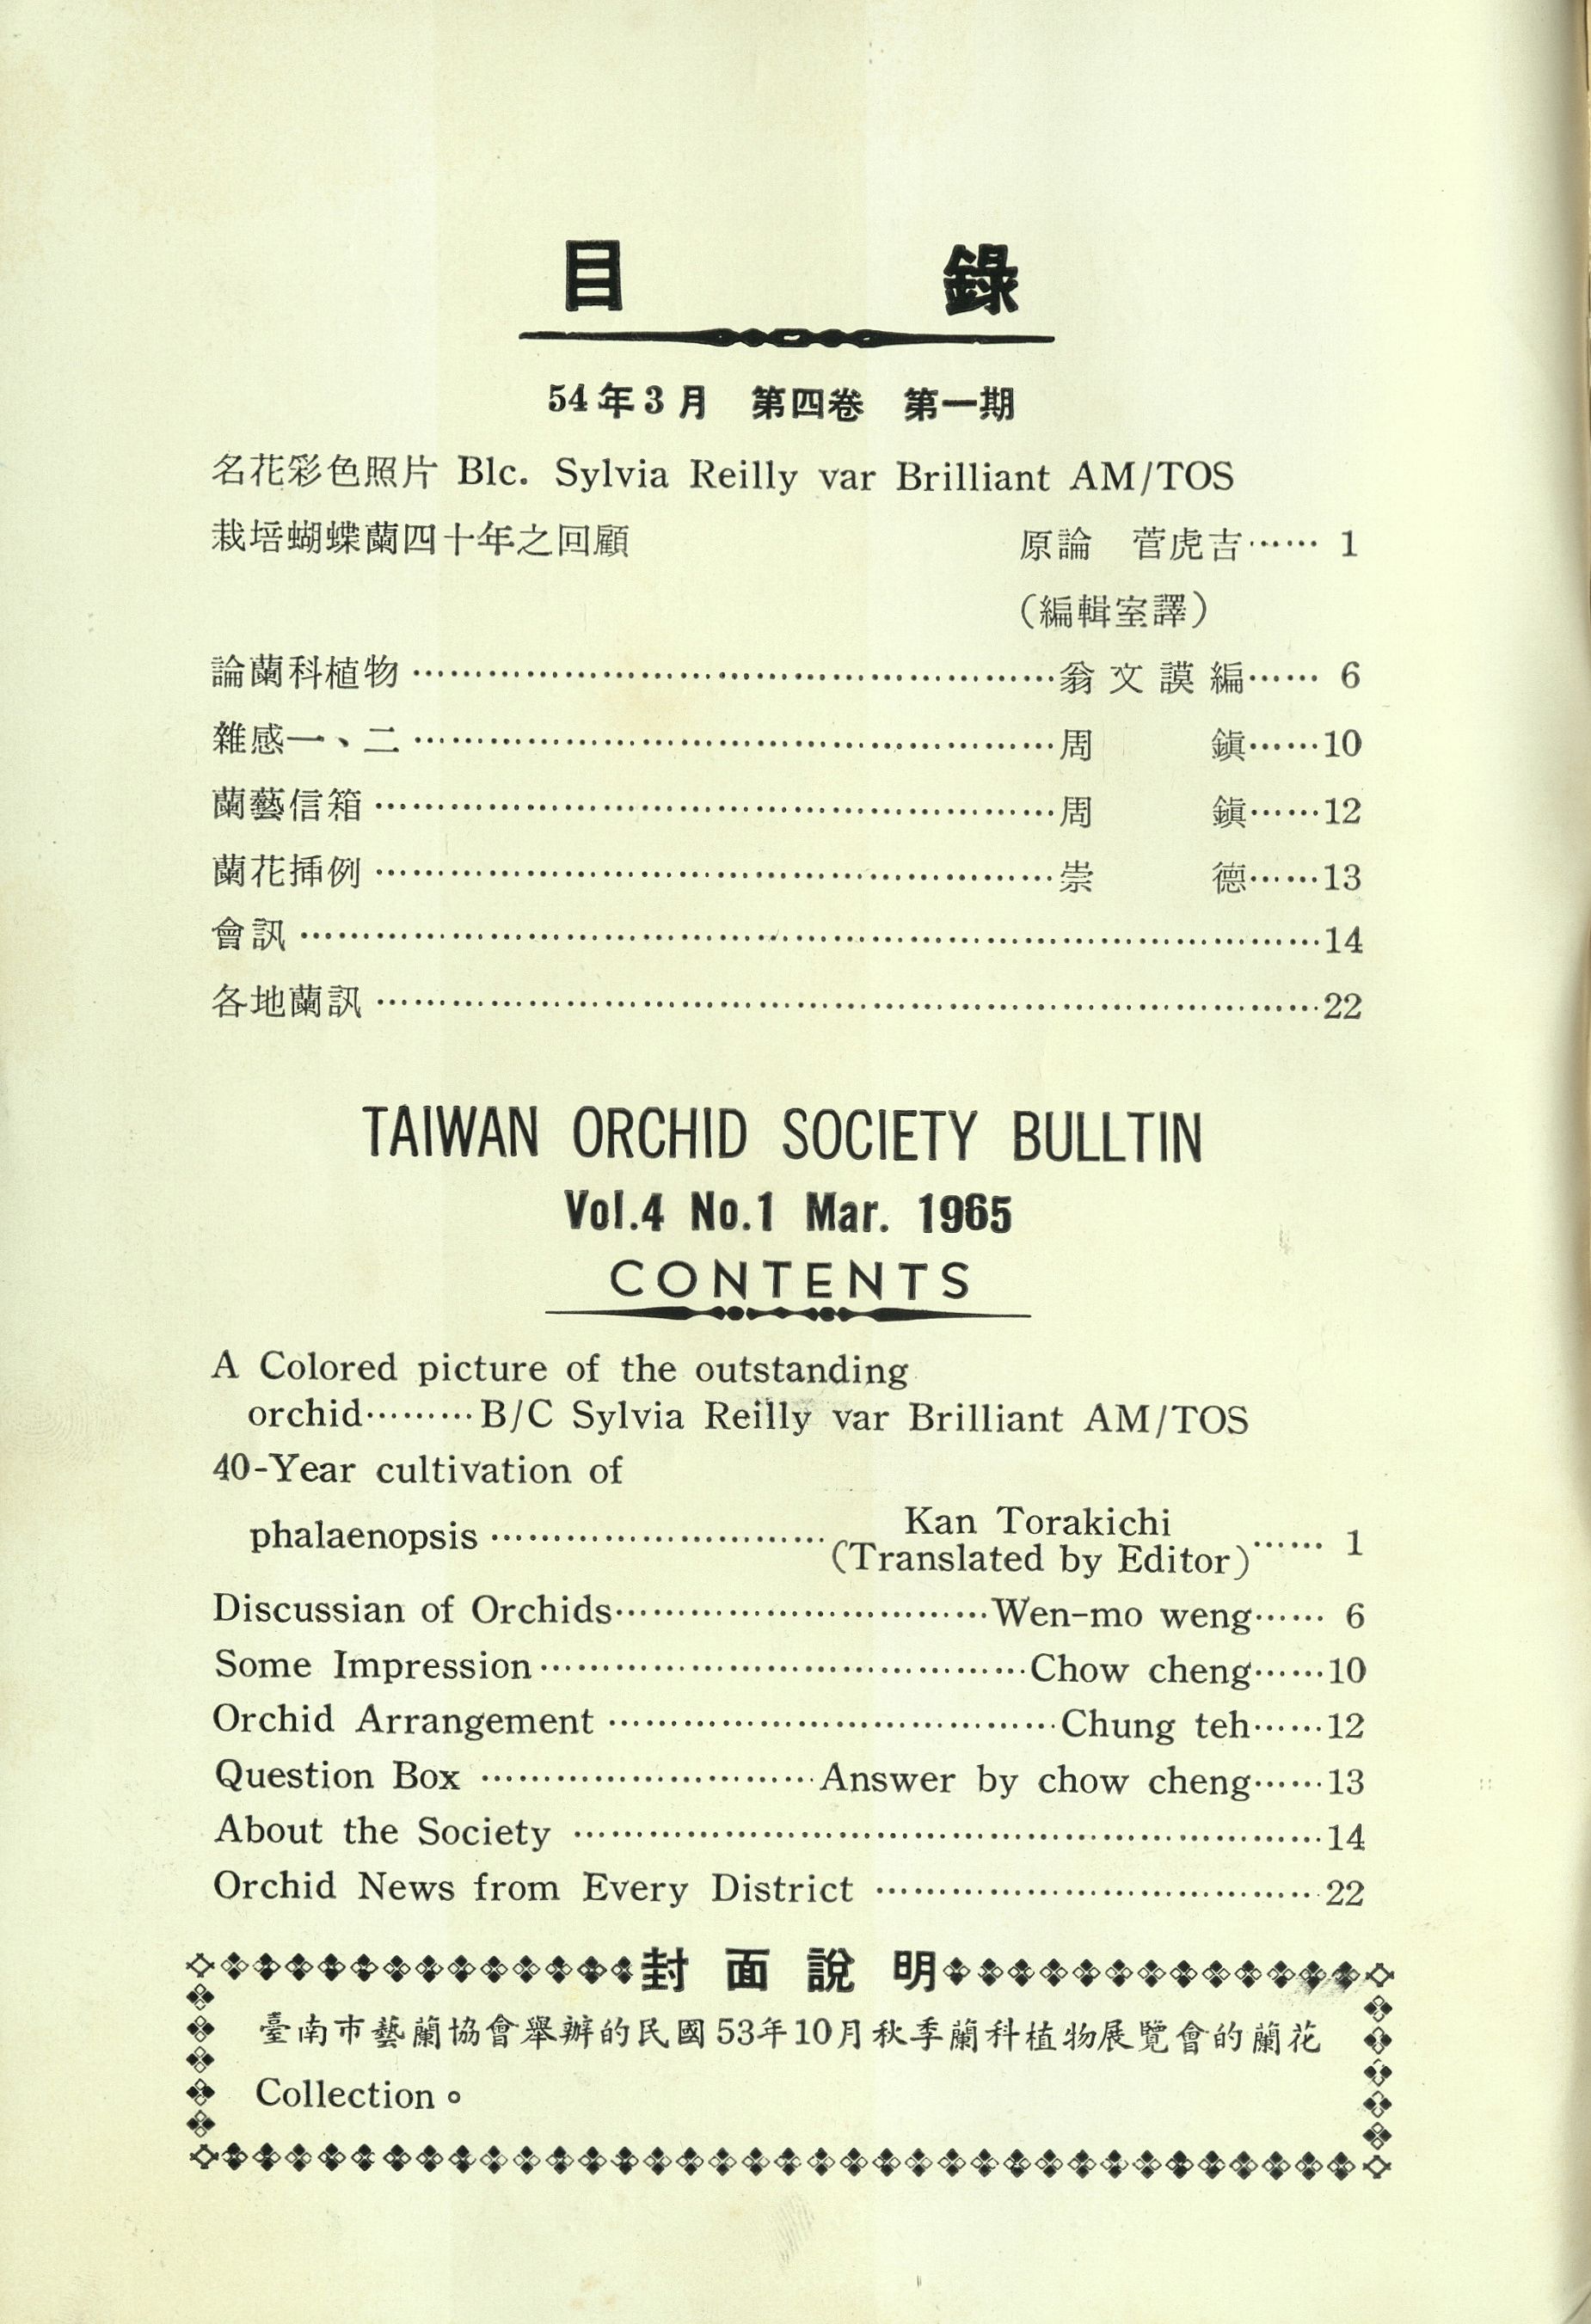 目錄
54年3月 第四卷 第一期
名花彩色照片 Blc. Sylvia Reilly var Brilliant AM/TOS
栽培蝴蝶蘭四十年之回顧 原論 菅虎吉…… 1
(編輯室譯)
論蘭科植物……翁文謨編…… 6
雜感一、二……周鎭……10
蘭藝信箱……周鎭……12
蘭花挿例……崇德……13
會訊……14
各地蘭訊……22
TAIWAN ORCHID SOCIETY BULLTIN
Vol.4 No.1 Mar. 1965
CONTENTS
A Colored picture of the outstanding
orchid………B/C Sylvia Reilly var Brilliant AM/TOS
40-Year cultivation of
phalaenopsis……Kan Torakichi…… 1
(Translated by Editor)
Discussian of Orchids……Wen-mo weng…… 6
Some Impression……Chow cheng……10
Orchid Arrangement……Chung teh……12
Question Box……Answer by chow cheng……13
About the Society……14
Orchid News from Every District……22
封面說明
臺南市藝蘭協會舉辦的民國53年10月秋季蘭科植物展覽會的蘭花
Collection。